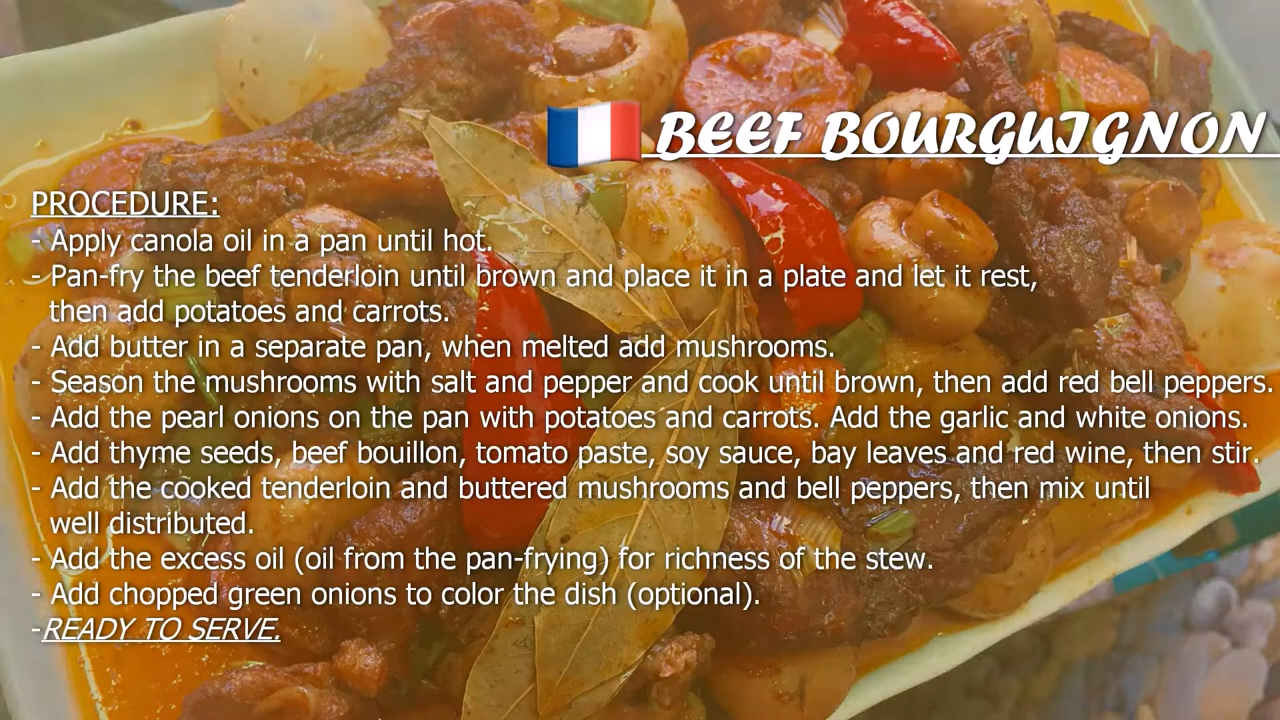 BEEF BOURGUIGNON
PROCEDURE:
- Apply canola oil in a pan until hot.
- Pan-fry the beef tenderloin until brown and place it in a plate and let it rest,
then add potatoes and carrots.
- Add butter in a separate pan, when melted add mushrooms.
- Season the mushrooms with salt and pepper and cook until brown, then add red bell peppers.
- Add the pearl onions on the pan with potatoes and carrots. Add the garlic and white onions.
- Add thyme seeds, beef bouillon, tomato paste, soy sauce, bay leaves and red wine, then stir.
- Add the cooked tenderloin and buttered mushrooms and bell peppers, then mix until
well distributed.
- Add the excess oil (oil from the pan-frying) for richness of the stew.
- Add chopped green onions to color the dish (optional).
-READY TO SERVE.